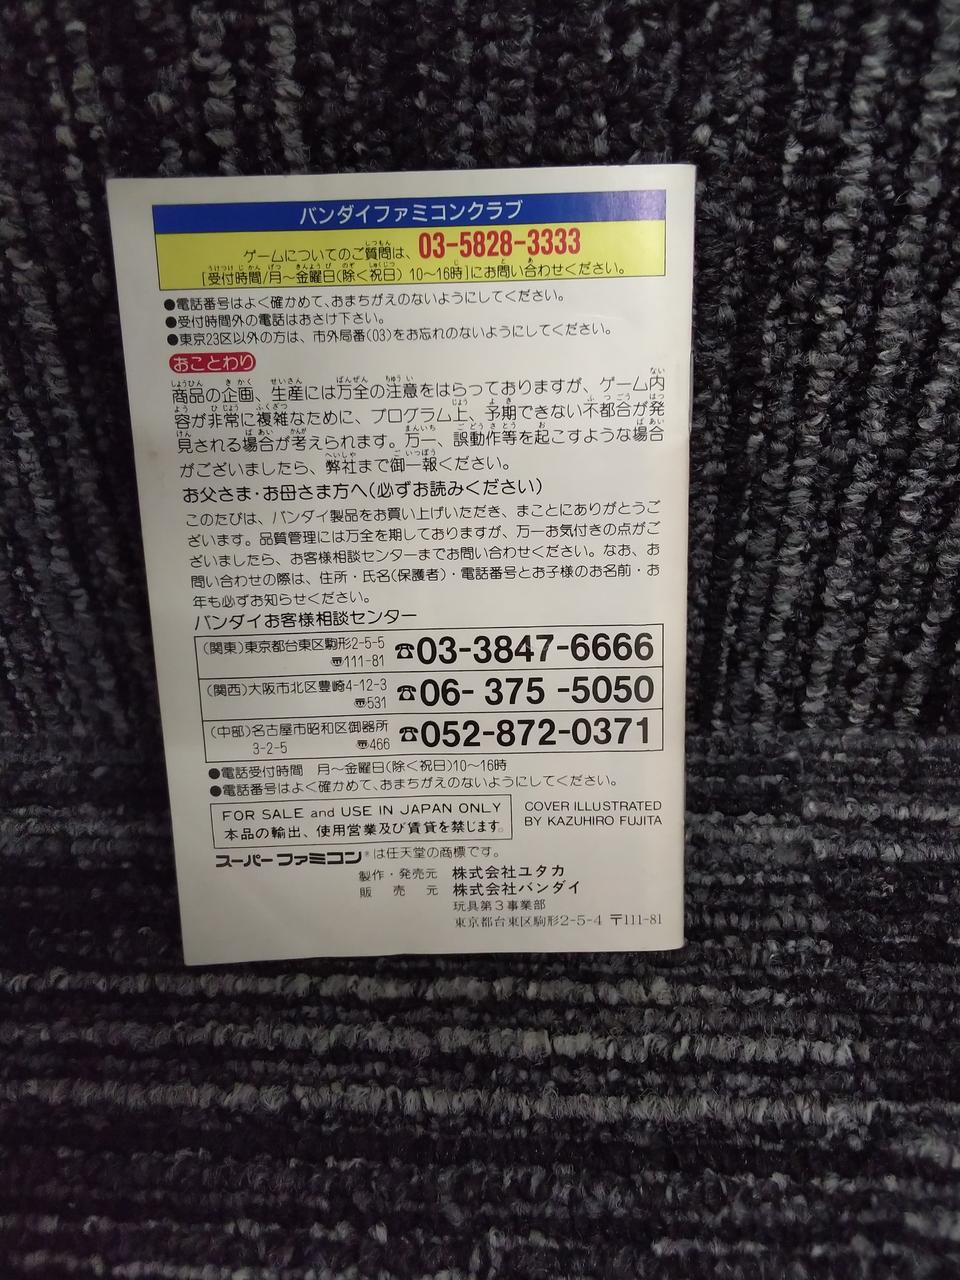 バンダイファミコンクラブ
ゲームについてのご質問は、03-5828-3333
[受付時間/月〜金曜日(除く祝日) 10〜16時]にお問い合わせください。
●電話番号はよく確かめて、おまちがえのないようにしてください。
●受付時間外の電話はおさけ下さい。
●東京23区以外の方は、市外局番(03)をお忘れのないようにしてください。
おことわり
商品の企画、生産には万全の注意をはらっておりますが、ゲーム内
容が非常に複雑なために、プログラム上、予期できない不都合が発
見される場合が考えられます。万一、誤動作等を起こすような場合
がございましたら、弊社まで御一報ください。
お父さま・お母さま方へ(必ずお読みください)
このたびは、バンダイ製品をお買い上げいただき、まことにありがとうご
ざいます。品質管理には万全を期しておりますが、万一お気付きの点がご
ざいましたら、お客様相談センターまでお問い合わせください。なお、お
問い合わせの際は、住所・氏名(保護者)・電話番号とお子様のお名前・お
年も必ずお知らせください。
バンダイお客様相談センター
(関東)東京都台東区駒形2-5-5
〠111-81
☎03-3847-6666
(関西)大阪市北区豊崎4-12-3
〠531
☎06- 375 -5050
(中部)名古屋市昭和区御器所
3-2-5 〠466
☎052-872-0371
●電話受付時間 月〜金曜日(除く祝日)10〜16時
●電話番号はよく確かめて、おまちがえのないようにしてください。
FOR SALE and USE IN JAPAN ONLY
本品の輸出、使用営業及び賃貸を禁じます。
COVER ILLUSTRATED
BY KAZUHIRO FUJITA
スーパーファミコン®は任天堂の商標です。
製作・発売元 株式会社ユタカ
販売元 株式会社バンダイ
玩具第3事業部
東京都台東区駒形2-5-4 〒111-81